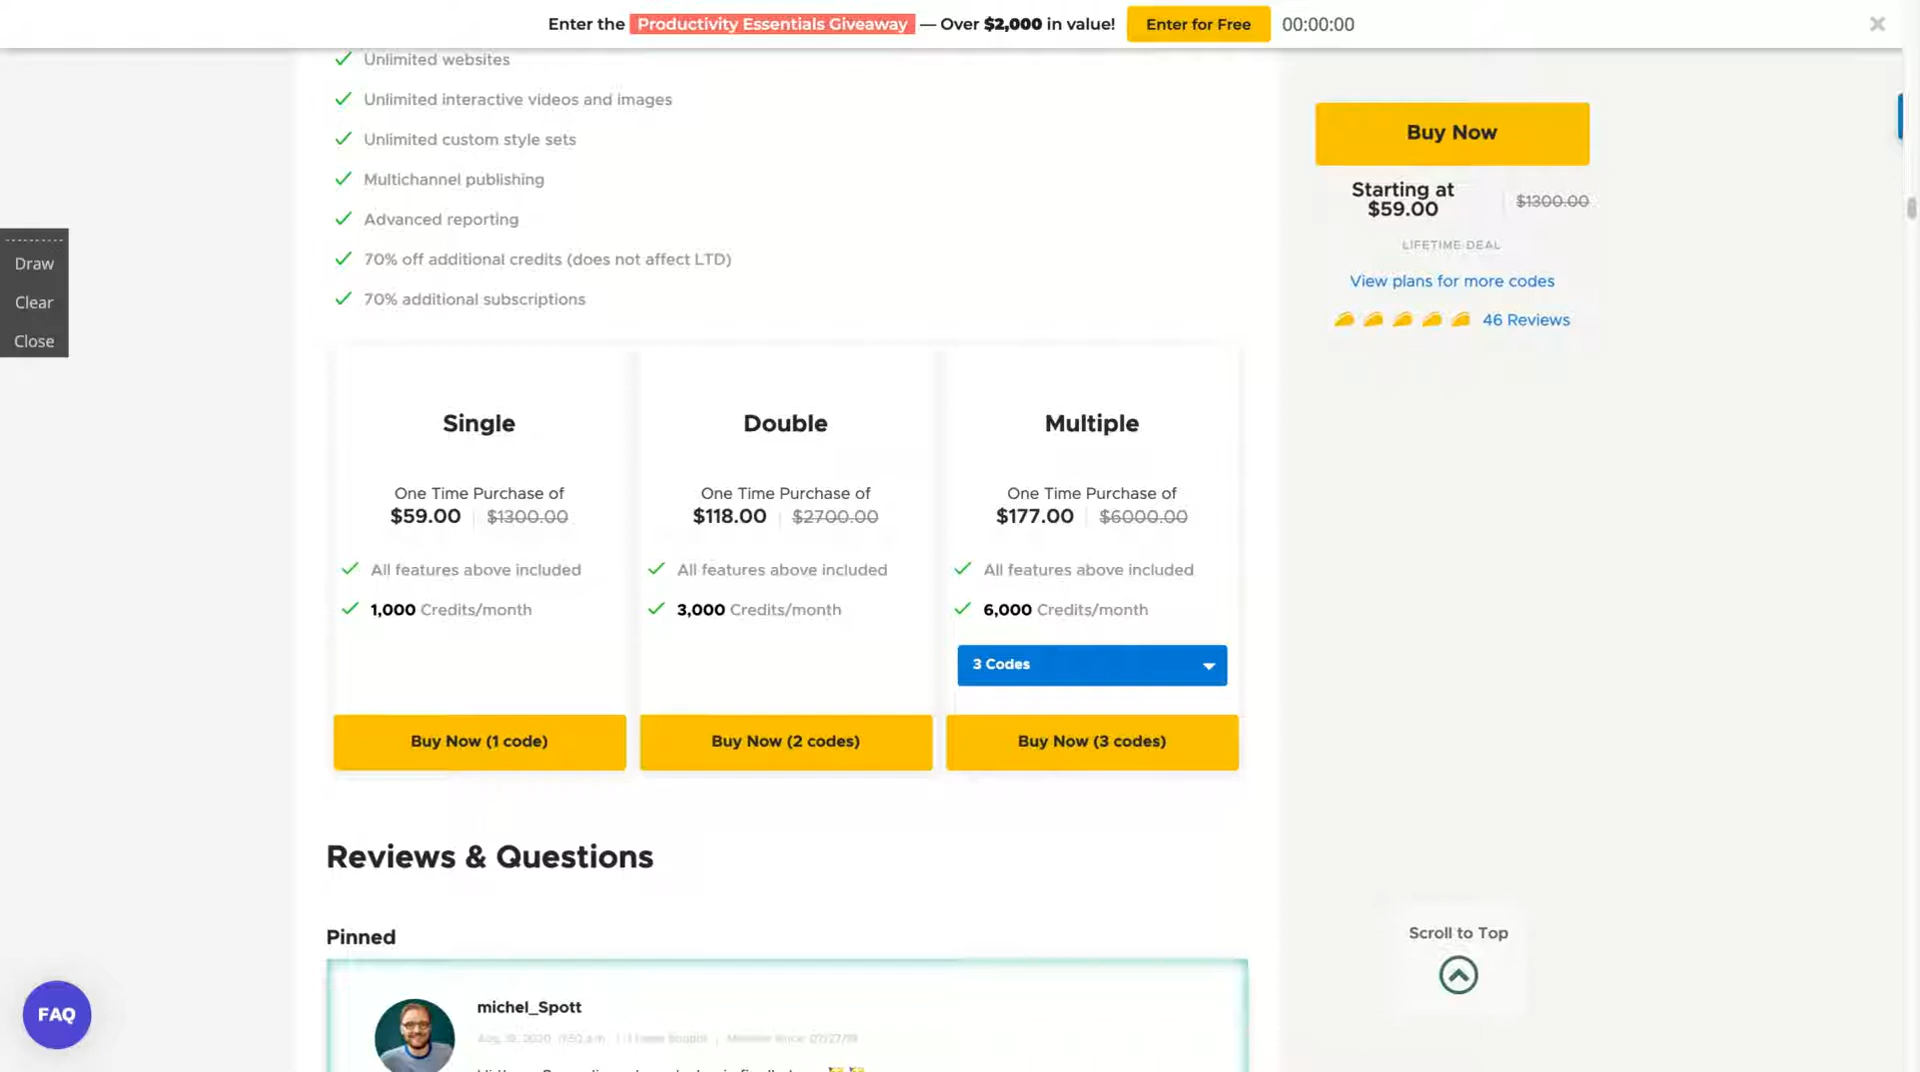 Enter the Productivity Essentials Giveaway — Over $2,000 in value! Enter for Free 00:00:00
Unlimited websites
Unlimited interactive videos and images
Unlimited custom style sets
Multichannel publishing
Advanced reporting
70% off additional credits (does not affect LTD)
70% additional subscriptions
Buy Now
Starting at
$59.00 $1300.00
LIFETIME DEAL
View plans for more codes
46 Reviews
Draw
Clear
Close
Single
One Time Purchase of
$59.00 $1300.00
All features above included
1,000 Credits/month
Buy Now (1 code)
Double
One Time Purchase of
$118.00 $2700.00
All features above included
3,000 Credits/month
Buy Now (2 codes)
Multiple
One Time Purchase of
$177.00 $6000.00
All features above included
6,000 Credits/month
3 Codes
Buy Now (3 codes)
Reviews & Questions
Pinned
michel_Spott
Scroll to Top
FAQ